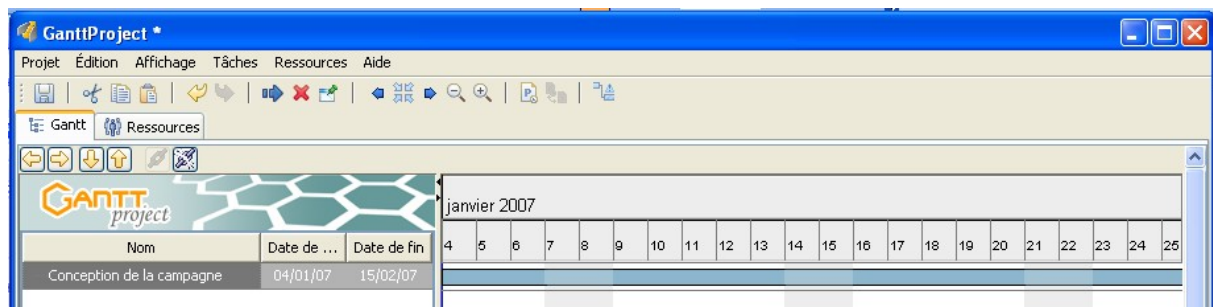 GanttProject *
Projet Édition Affichage Tâches Ressources Aide
Gantt Ressources
GANTT project
janvier 2007
Nom Date de ... Date de fin 4 5 6 7 8 9 10 11 12 13 14 15 16 17 18 19 20 21 22 23 24 25
Conception de la campagne 04/01/07 15/02/07